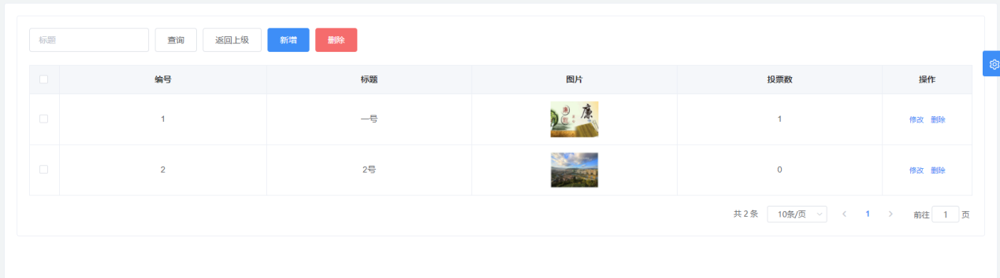 标题 查询 返回上级 新增 删除
编号 标题 图片 投票数 操作
1 一号 廉 1 修改 删除
2 2号 0 修改 删除
共 2 条 10条/页 1 前往 1 页